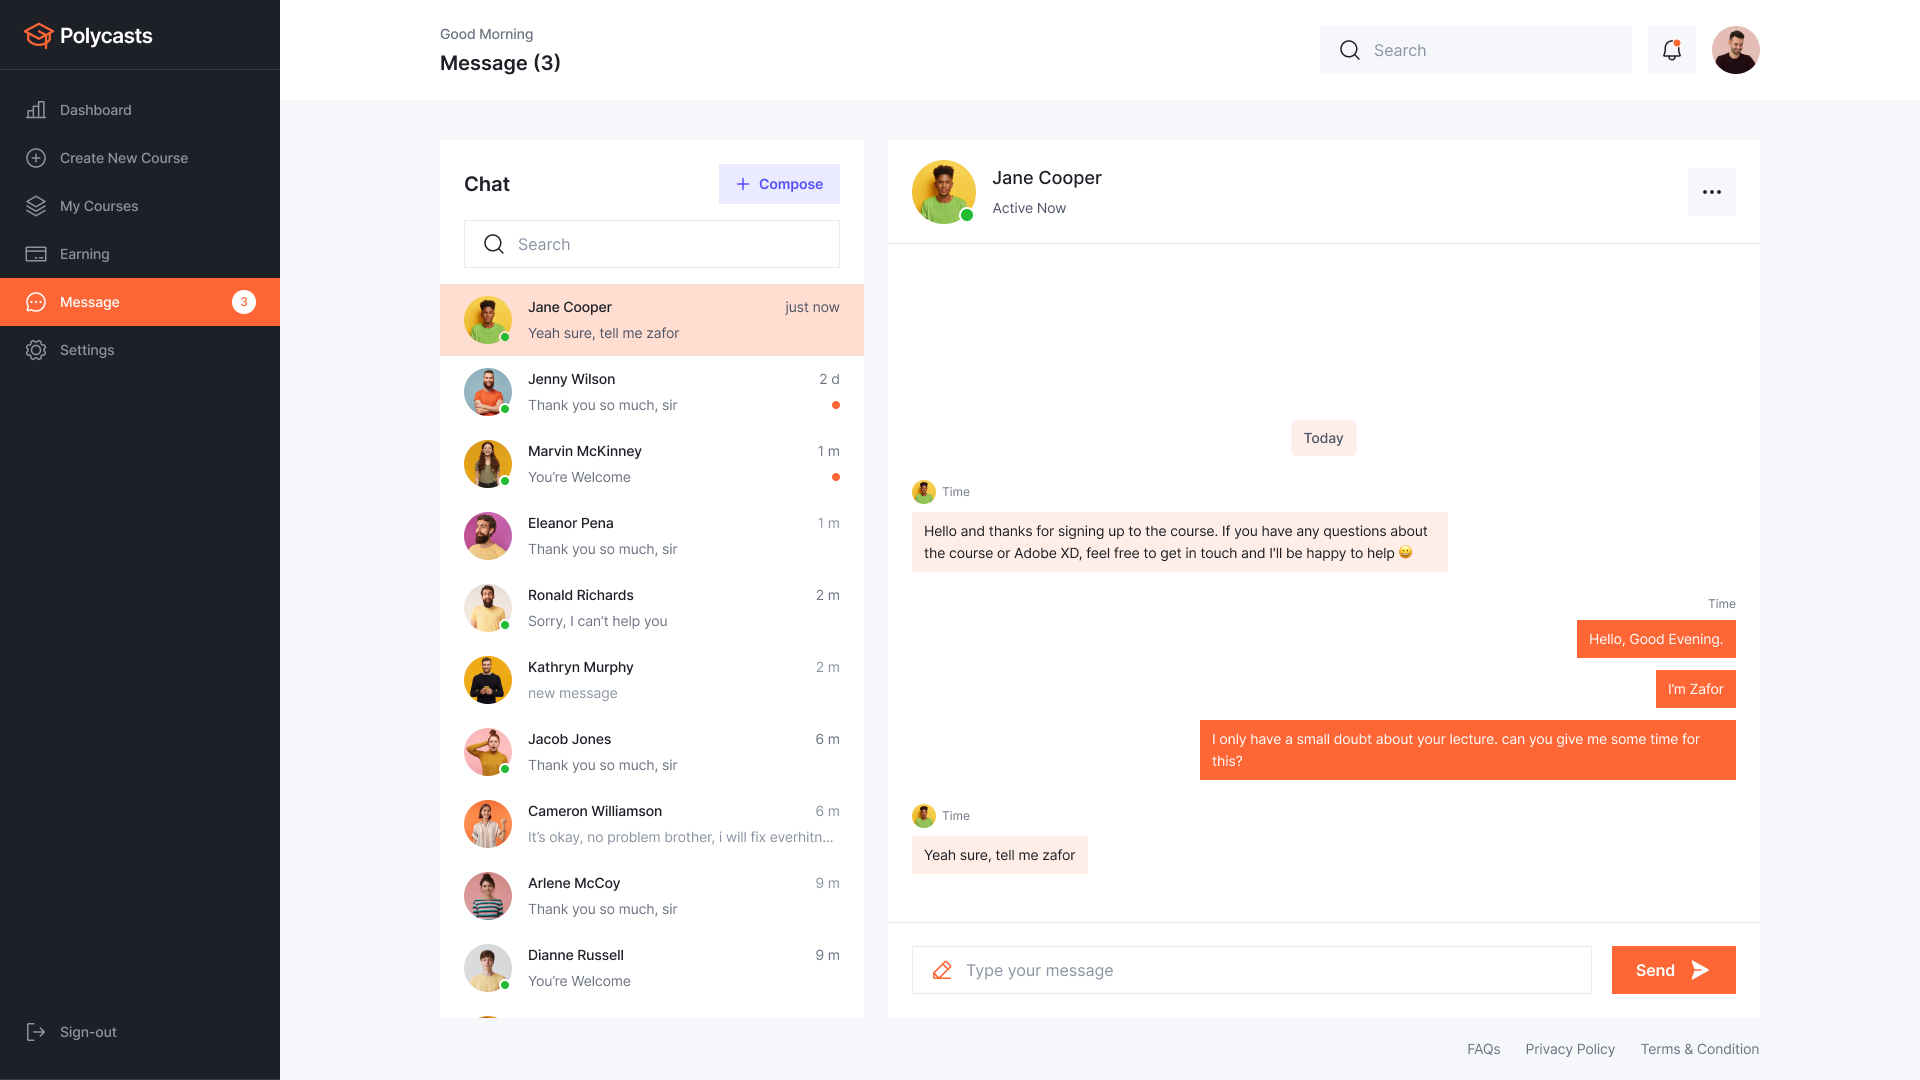 Polycasts
Dashboard
Create New Course
My Courses
Earning
Message
3
Settings
Sign-out
Good Morning
Message (3)
Search
Chat
Compose
Search
Jane Cooper
just now
Yeah sure, tell me zafor
Jenny Wilson
2 d
Thank you so much, sir
Marvin McKinney
1 m
You’re Welcome
Eleanor Pena
1 m
Thank you so much, sir
Ronald Richards
2 m
Sorry, I can’t help you
Kathryn Murphy
2 m
new message
Jacob Jones
6 m
Thank you so much, sir
Cameron Williamson
6 m
It’s okay, no problem brother, i will fix everhitn...
Arlene McCoy
9 m
Thank you so much, sir
Dianne Russell
9 m
You’re Welcome
Jane Cooper
Active Now
Today
Time
Hello and thanks for signing up to the course. If you have any questions about
the course or Adobe XD, feel free to get in touch and I'll be happy to help 😀
Time
Hello, Good Evening.
I'm Zafor
I only have a small doubt about your lecture. can you give me some time for
this?
Time
Yeah sure, tell me zafor
Type your message
Send
FAQs
Privacy Policy
Terms & Condition